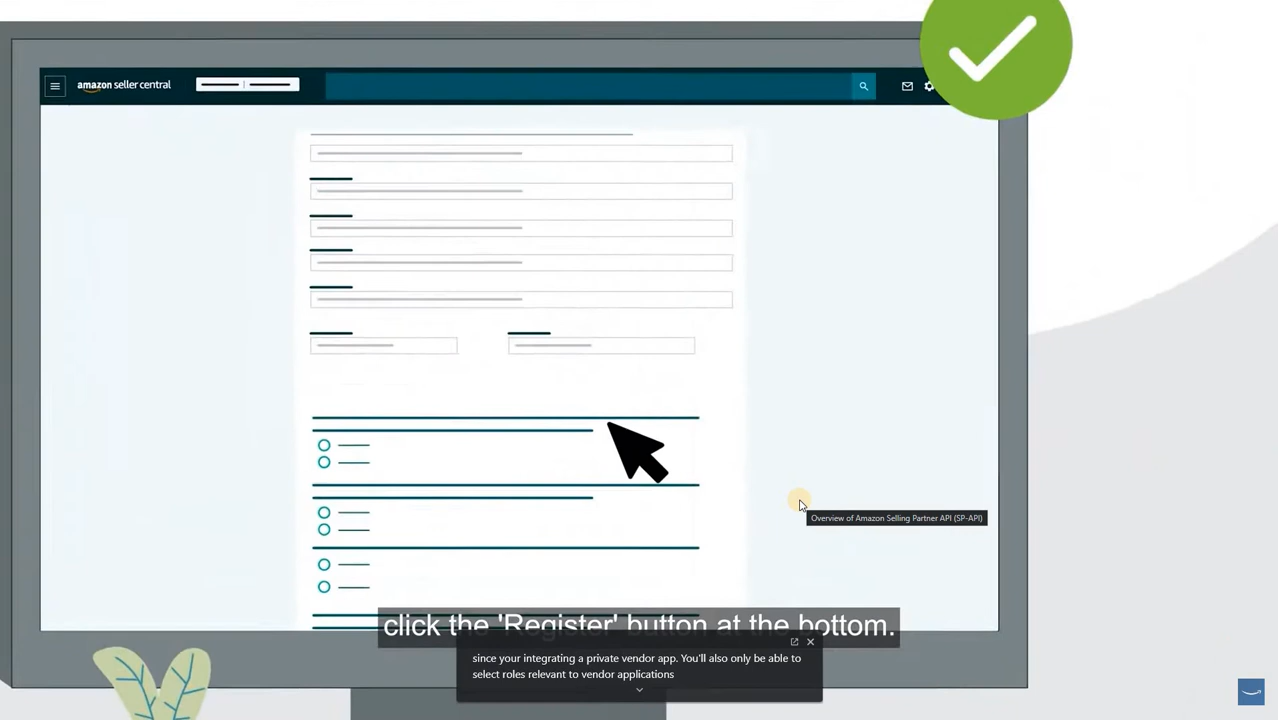 amazon seller central
Overview of Amazon Selling Partner API (SP-API)
click the 'Register' button at the bottom.
since your integrating a private vendor app. You'll also only be able to
select roles relevant to vendor applications